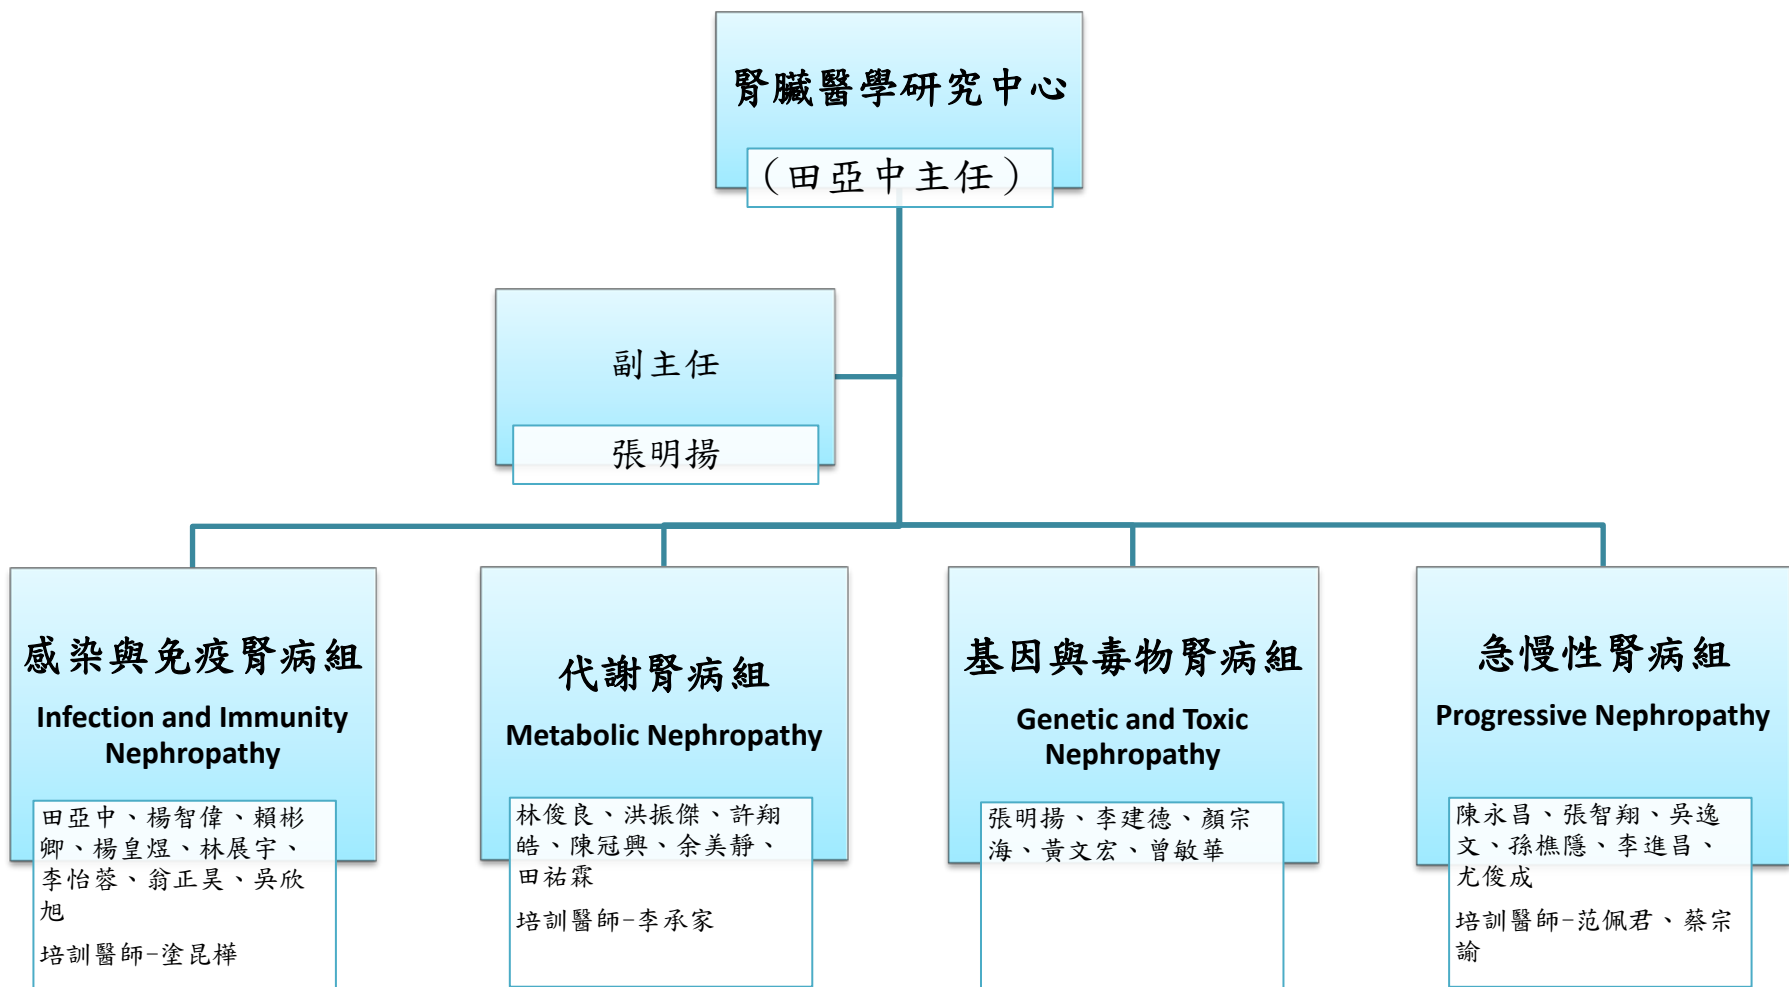 腎臟醫學研究中心
(田亞中主任)
副主任
張明揚
感染與免疫腎病組
Infection and Immunity
Nephropathy
田亞中、楊智偉、賴彬
卿、楊皇煜、林展宇、
李怡蓉、翁正昊、吳欣
旭
培訓醫師-塗昆樺
代謝腎病組
Metabolic Nephropathy
林俊良、洪振傑、許翔
皓、陳冠興、余美靜、
田祐霖
培訓醫師-李承家
基因與毒物腎病組
Genetic and Toxic
Nephropathy
張明揚、李建德、顏宗
海、黃文宏、曾敏華
急慢性腎病組
Progressive Nephropathy
陳永昌、張智翔、吳逸
文、孫樵隱、李進昌、
尤俊成
培訓醫師-范佩君、蔡宗
諭